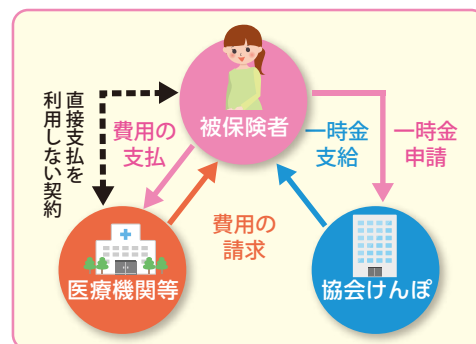 直接支払を
利用しない契約
被保険者
費用の
支払
一時金
支給
一時金
申請
費用の
請求
医療機関等
協会けんぽ